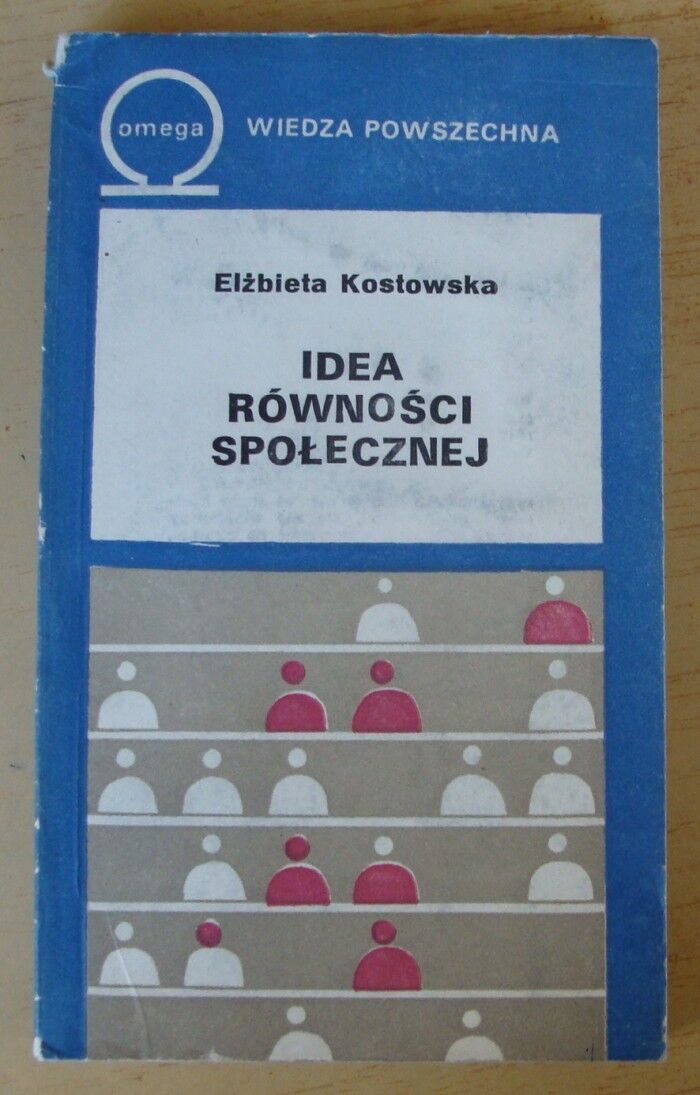 omega
WIEDZA POWSZECHNA
Elżbieta Kostowska
IDEA
RÓWNOŚCI
SPOŁECZNEJ